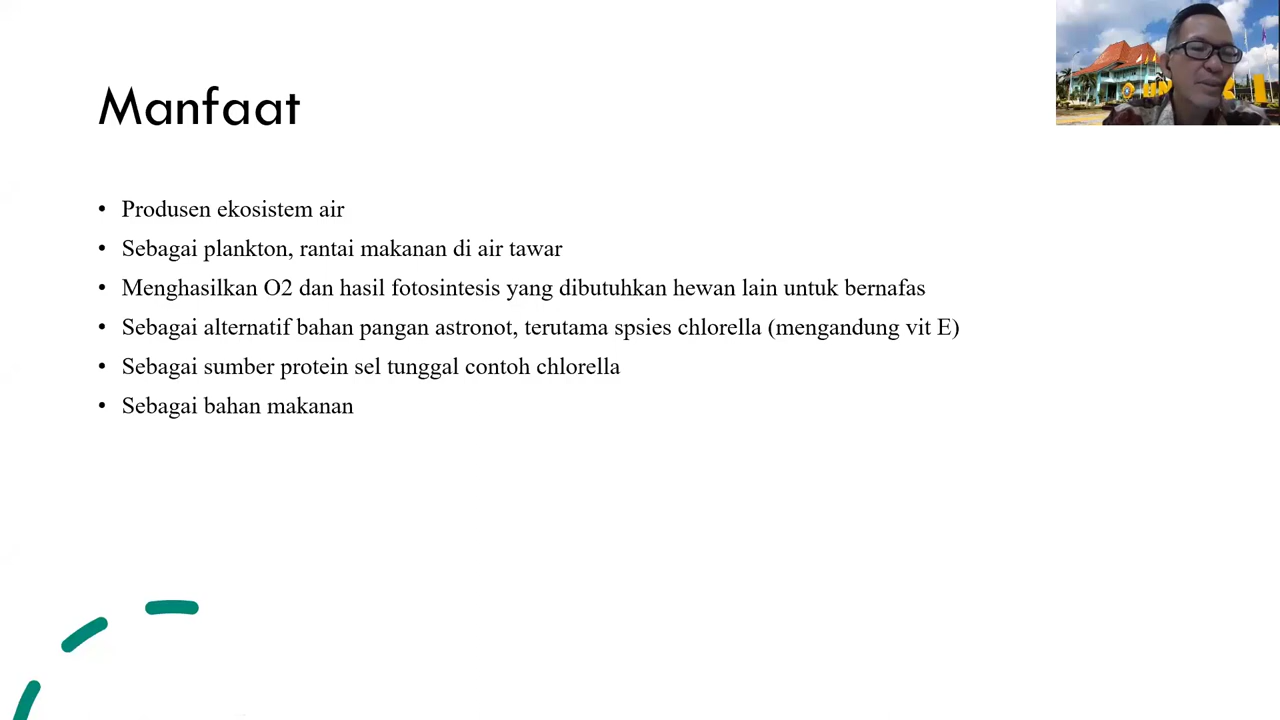 Manfaat
• Produsen ekosistem air
• Sebagai plankton, rantai makanan di air tawar
• Menghasilkan O2 dan hasil fotosintesis yang dibutuhkan hewan lain untuk bernafas
• Sebagai alternatif bahan pangan astronot, terutama spsies chlorella (mengandung vit E)
• Sebagai sumber protein sel tunggal contoh chlorella
• Sebagai bahan makanan